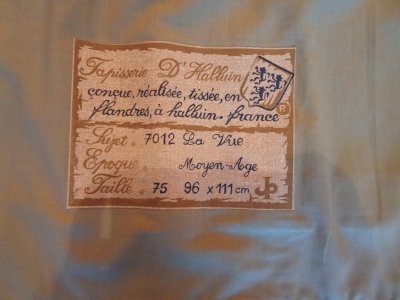 Tapisserie D'Halluin
conçue, réalisée, tissée, en
flandres, à halluin. france
®
Sujet. 7012 La Vue
Epoque. Moyen-Age
Taille. 75 96 x 111 cm